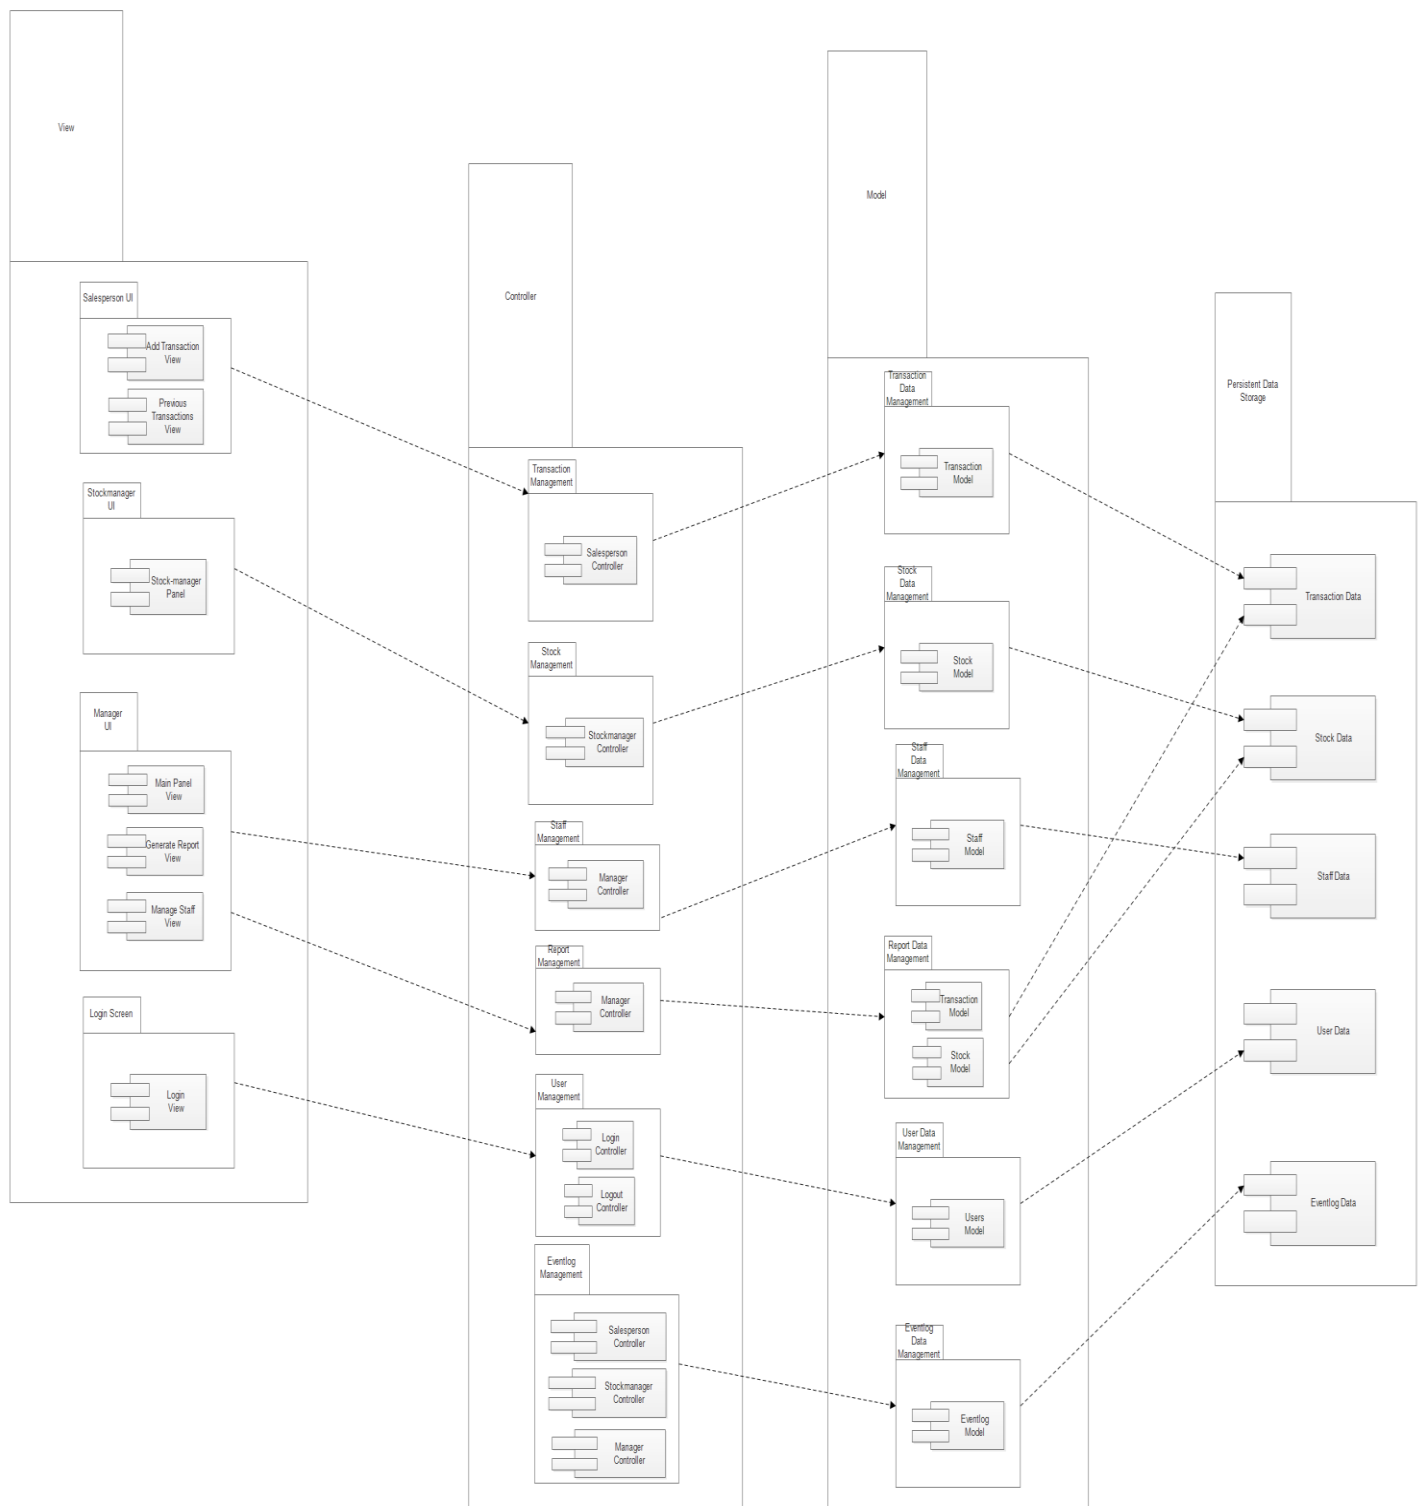 View
Salesperson UI
Add Transaction
View
Previous
Transactions
View
Stockmanager
UI
Stock-manager
Panel
Manager
UI
Main Panel
View
Generate Report
View
Manage Staff
View
Login Screen
Login
View
Controller
Transaction
Management
Salesperson
Controller
Stock
Management
Stockmanager
Controller
Staff
Management
Manager
Controller
Report
Management
Manager
Controller
User
Management
Login
Controller
Logout
Controller
Eventlog
Management
Salesperson
Controller
Stockmanager
Controller
Manager
Controller
Model
Transaction
Data
Management
Transaction
Model
Stock
Data
Management
Stock
Model
Staff
Data
Management
Staff
Model
Report Data
Management
Transaction
Model
Stock
Model
User Data
Management
Users
Model
Eventlog
Data
Management
Eventlog
Model
Persistent Data
Storage
Transaction Data
Stock Data
Staff Data
User Data
Eventlog Data